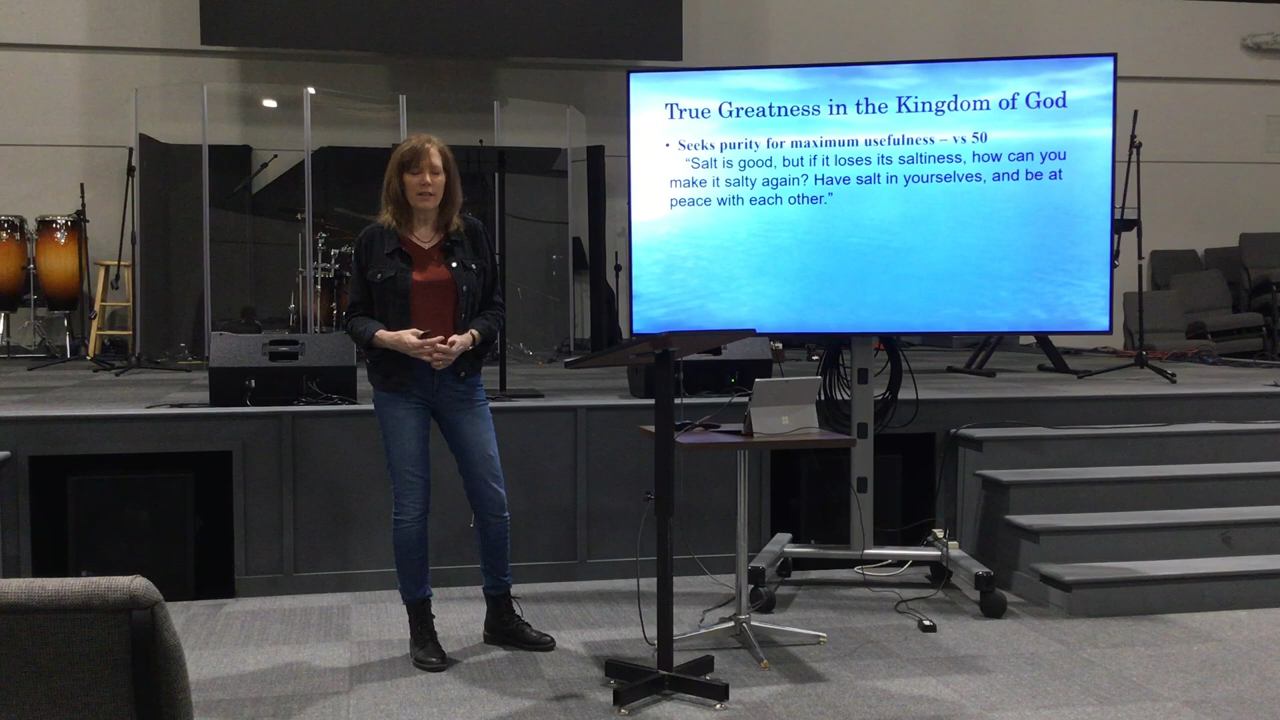 True Greatness in the Kingdom of God
• Seeks purity for maximum usefulness – vs 50
“Salt is good, but if it loses its saltiness, how can you
make it salty again? Have salt in yourselves, and be at
peace with each other.”